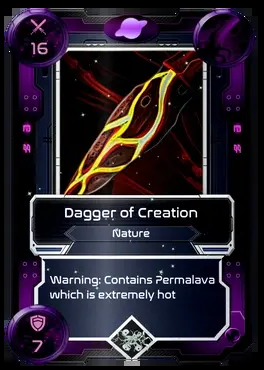 16
Dagger of Creation
Nature
Warning: Contains Permalava
which is extremely hot
7